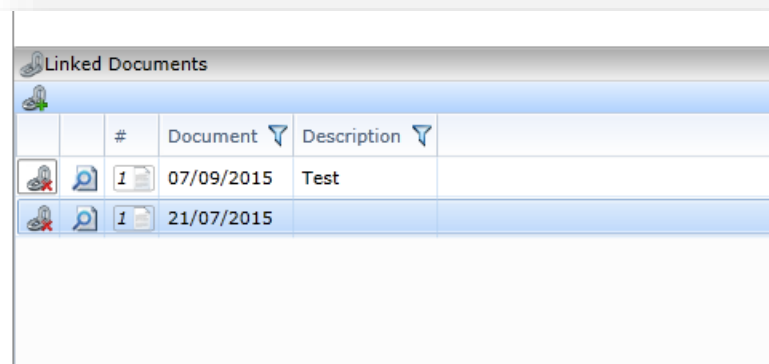 Linked Documents
# Document Description
1 07/09/2015 Test
1 21/07/2015